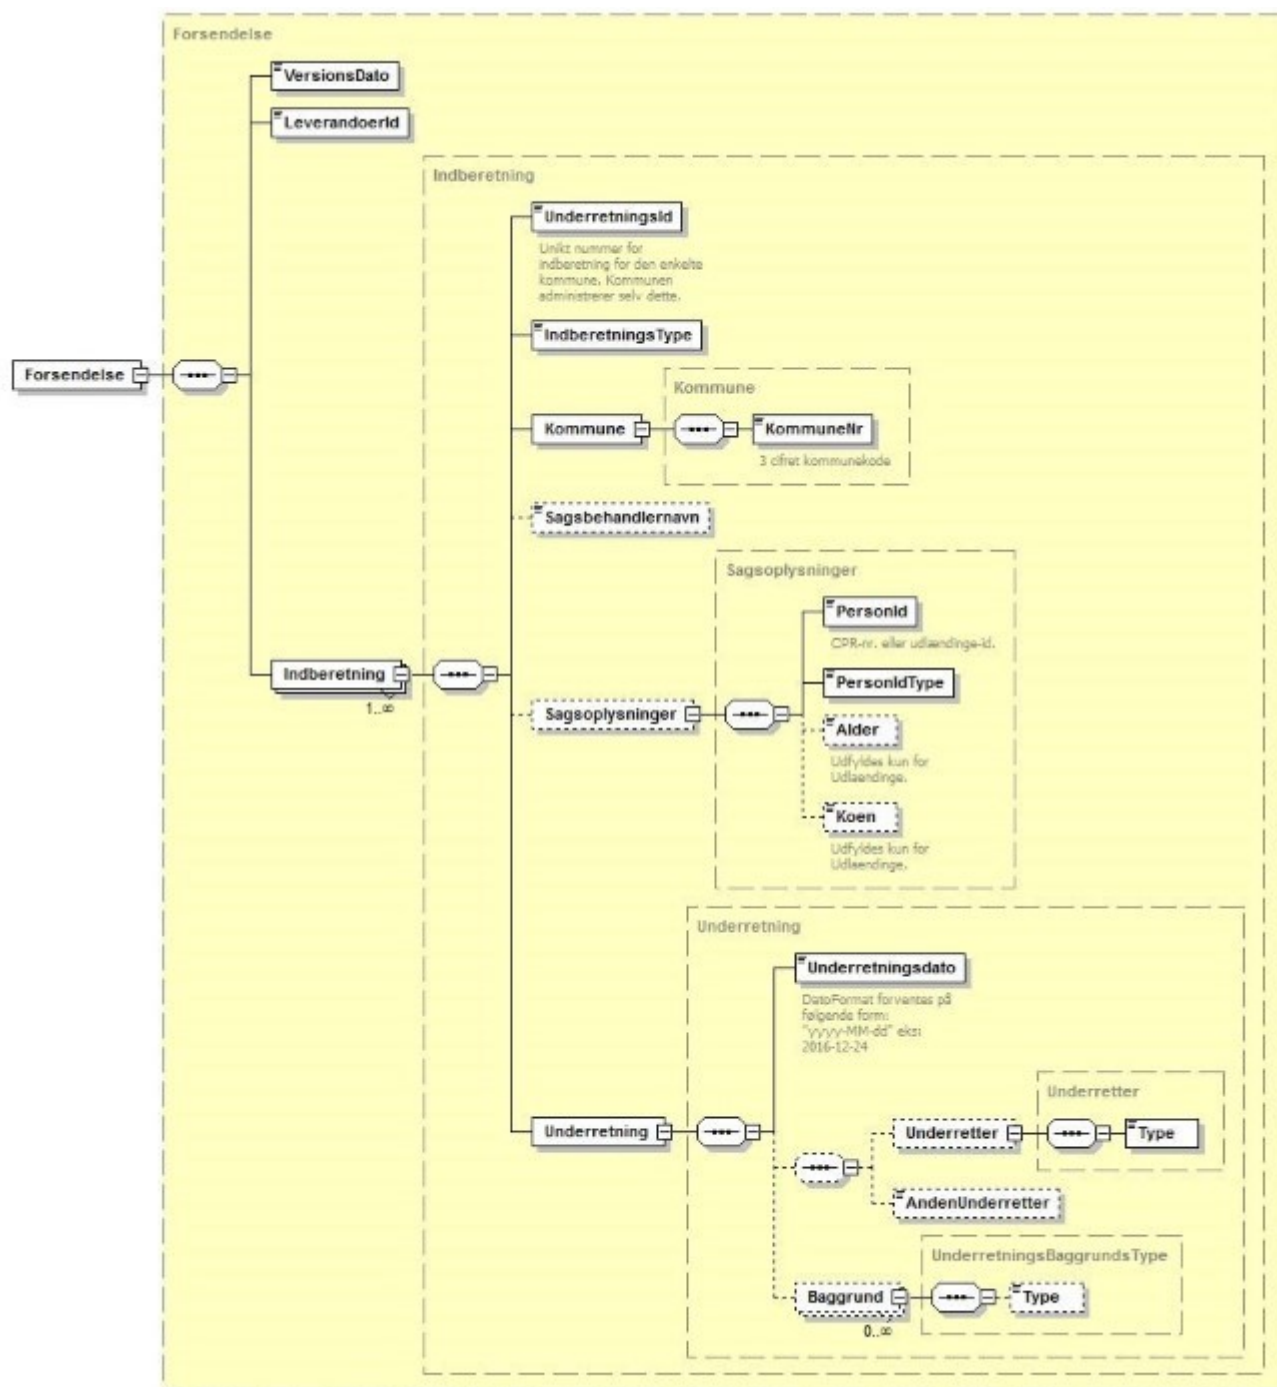 Forsendelse
VersionsDato
LeverandoerId
Indberetning
UnderretningsId
Unikt nummer for
indberetning for den enkelte
kommune. Kommunen
administrerer selv dette.
IndberetningsType
Forsendelse
Kommune
Kommune
KommuneNr
3 cifret kommunekode
Sagsbehandlernavn
Sagsoplysninger
PersonId
CPR-nr. eller udlændinge-id.
PersonIdType
Indberetning
1..∞
Sagsoplysninger
Alder
Udfyldes kun for
Udlaendinge.
Koen
Udfyldes kun for
Udlaendinge.
Underretning
Underretningsdato
DatoFormat forventes på
følgende form:
"yyyy-MM-dd" eks:
2016-12-24
Underretter
Underretning
Underretter
Type
AndenUnderretter
UnderretningsBaggrundsType
Baggrund
0..∞
Type